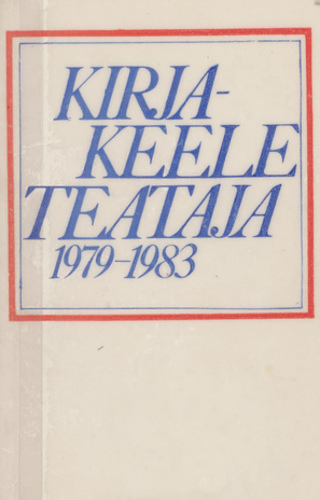 KIRJA-
KEELE
TEATAJA
1979-1983